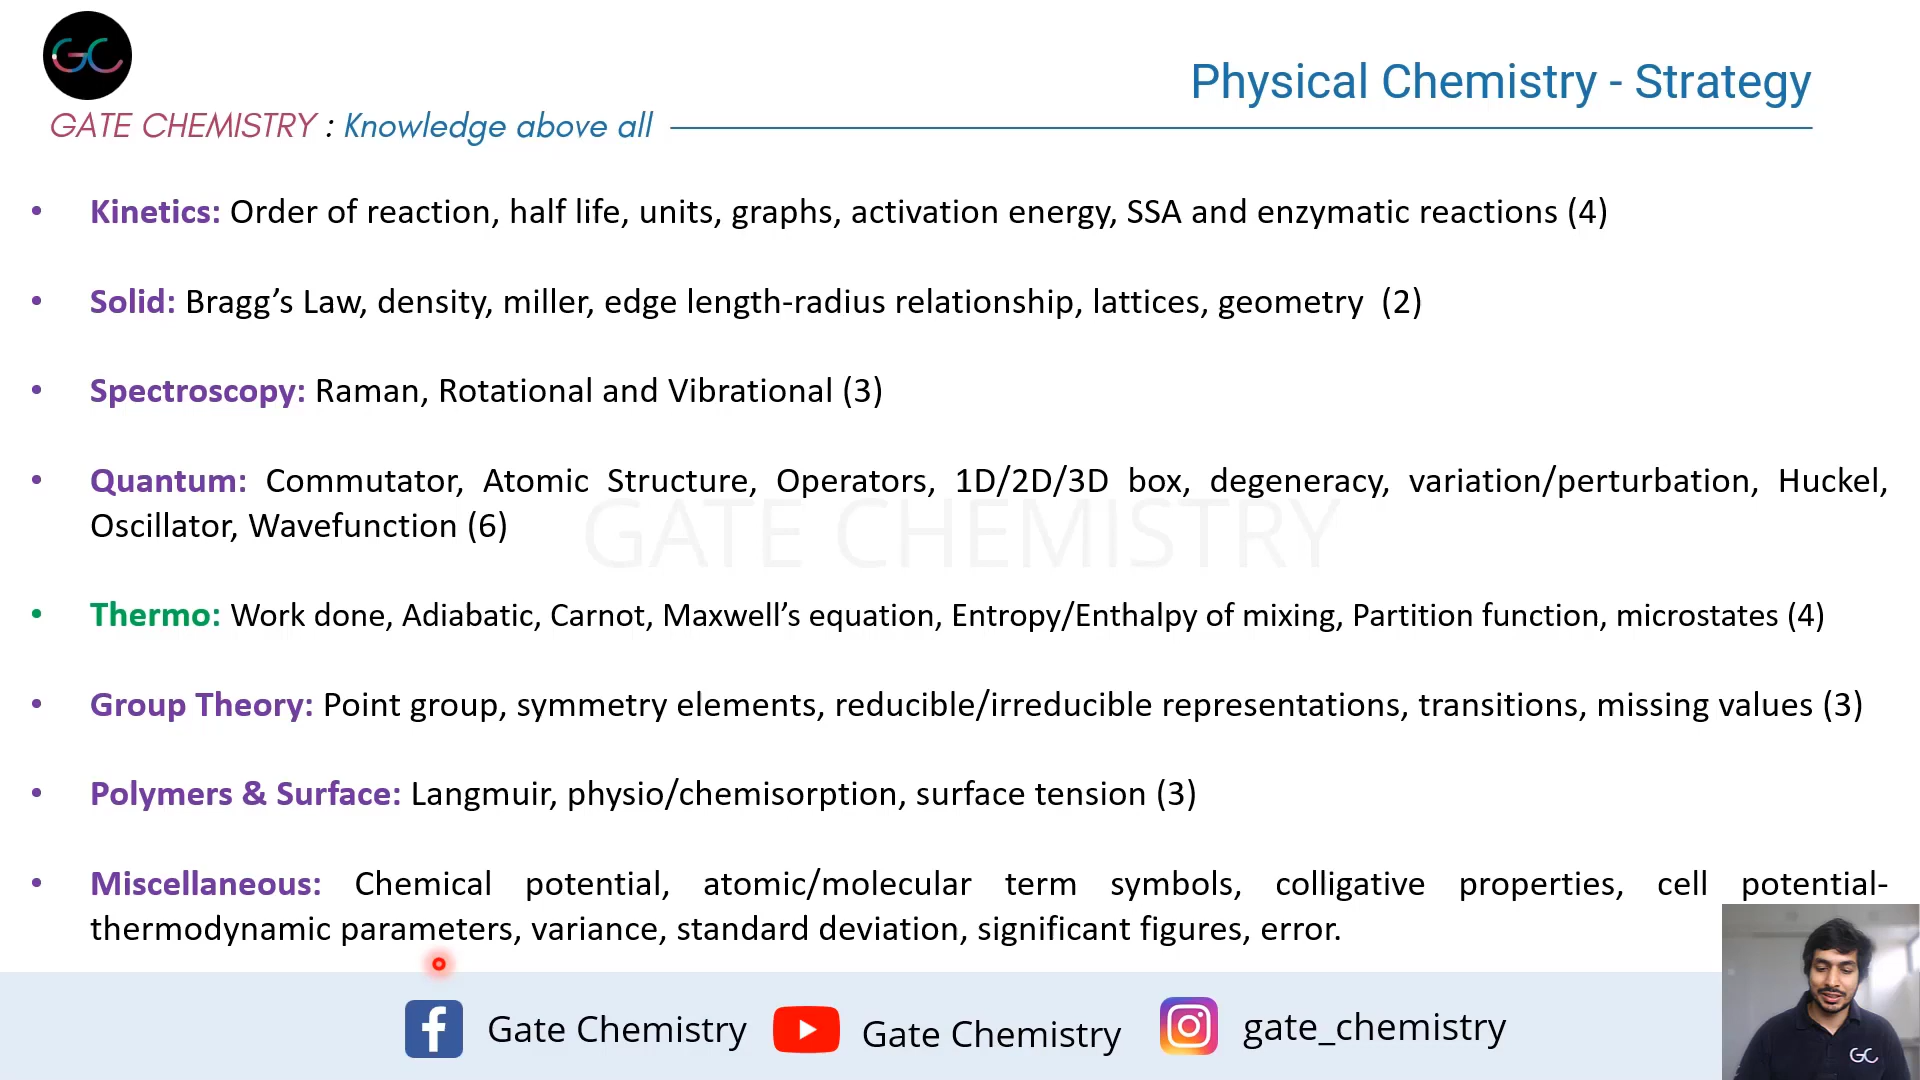 GC
Physical Chemistry - Strategy
GATE CHEMISTRY : Knowledge above all
• Kinetics: Order of reaction, half life, units, graphs, activation energy, SSA and enzymatic reactions (4)
• Solid: Bragg’s Law, density, miller, edge length-radius relationship, lattices, geometry (2)
• Spectroscopy: Raman, Rotational and Vibrational (3)
• Quantum: Commutator, Atomic Structure, Operators, 1D/2D/3D box, degeneracy, variation/perturbation, Huckel,
Oscillator, Wavefunction (6)
GATE CHEMISTRY
• Thermo: Work done, Adiabatic, Carnot, Maxwell’s equation, Entropy/Enthalpy of mixing, Partition function, microstates (4)
• Group Theory: Point group, symmetry elements, reducible/irreducible representations, transitions, missing values (3)
• Polymers & Surface: Langmuir, physio/chemisorption, surface tension (3)
• Miscellaneous: Chemical potential, atomic/molecular term symbols, colligative properties, cell potential-
thermodynamic parameters, variance, standard deviation, significant figures, error.
Gate Chemistry
Gate Chemistry
gate_chemistry
GC